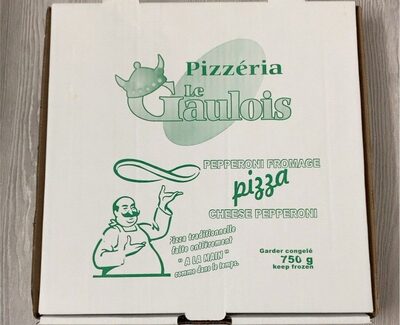 Pizzéria
Le
Gaulois
PEPPERONI FROMAGE
pizza
CHEESE PEPPERONI
Pizza traditionnelle
faite entièrement
" A LA MAIN "
comme dans le temps.
Garder congelé
750 g
keep frozen